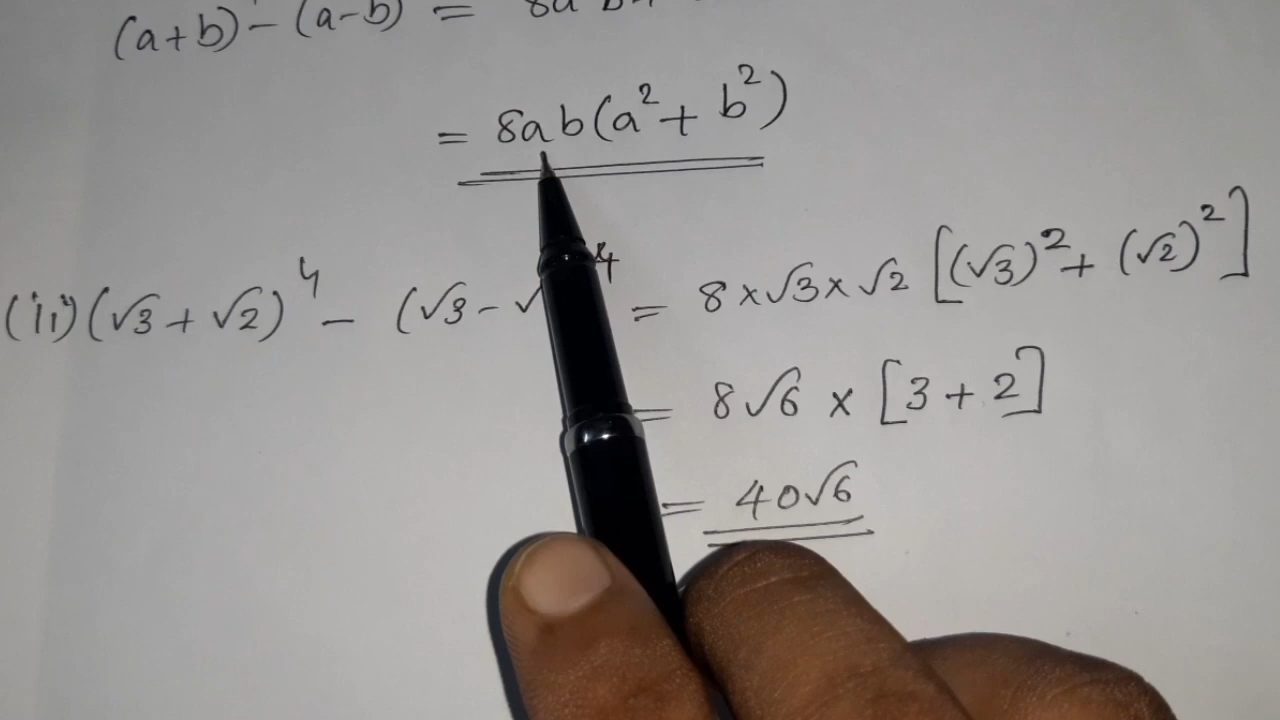 (a+b) - (a-b) = 8a b
= 8ab(a² + b²)
(ii) (√3 + √2)⁴ - (√3 - √ ⁴ = 8 × √3 × √2 [(√3)² + (√2)²]
= 8√6 × [3 + 2]
= 40√6